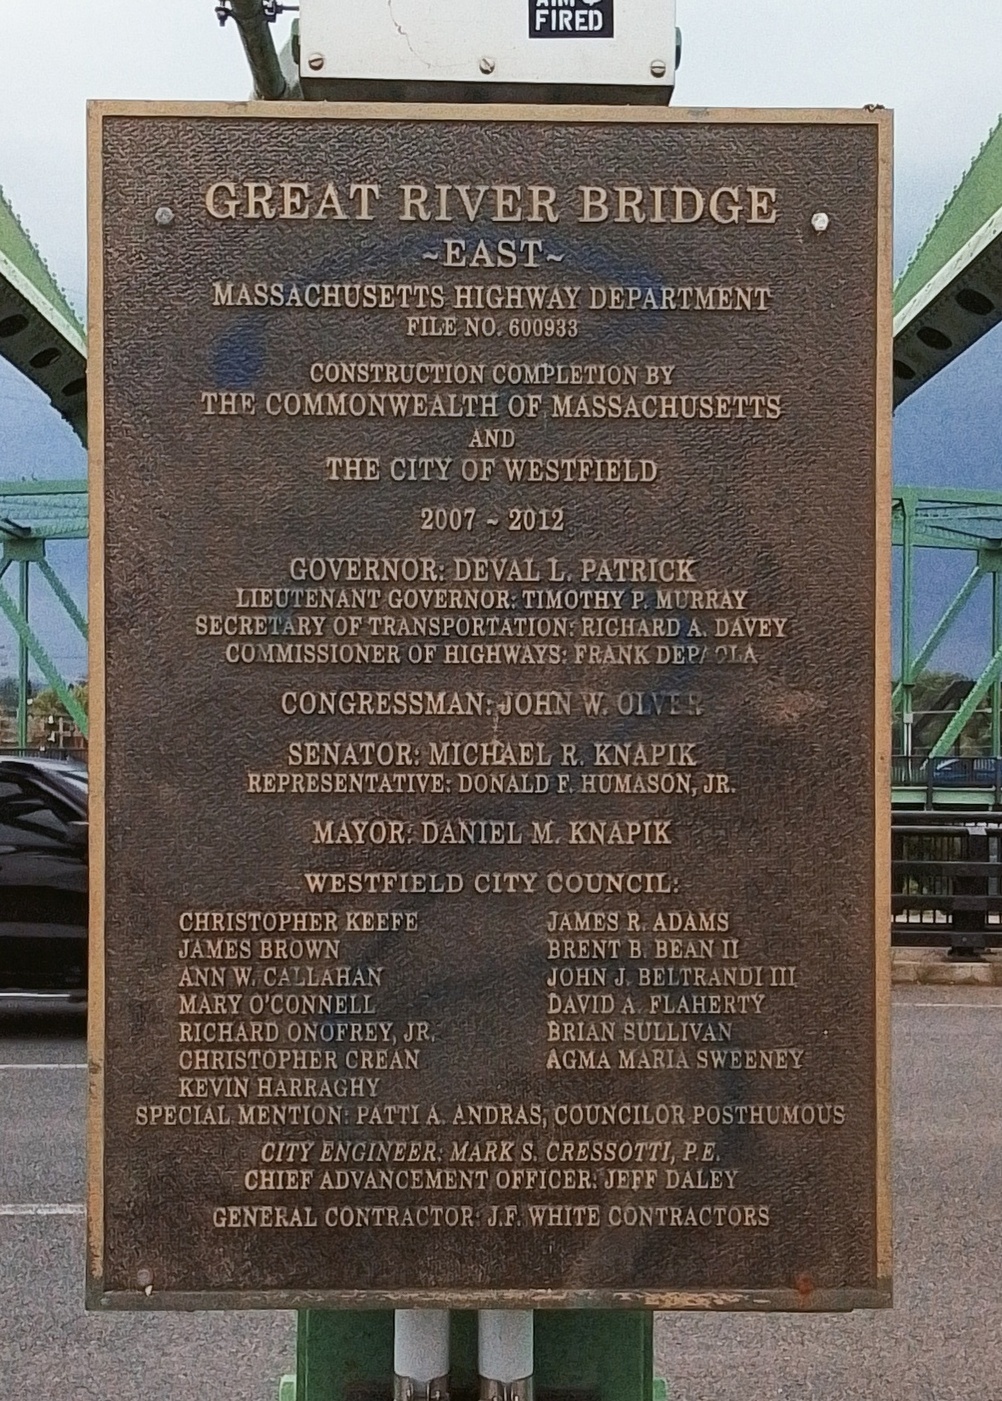 FIRED
GREAT RIVER BRIDGE
~EAST~
MASSACHUSETTS HIGHWAY DEPARTMENT
FILE NO. 600933
CONSTRUCTION COMPLETION BY
THE COMMONWEALTH OF MASSACHUSETTS
AND
THE CITY OF WESTFIELD
2007 ~ 2012
GOVERNOR: DEVAL L. PATRICK
LIEUTENANT GOVERNOR: TIMOTHY P. MURRAY
SECRETARY OF TRANSPORTATION: RICHARD A. DAVEY
COMMISSIONER OF HIGHWAYS: FRANK DEPAOLA
CONGRESSMAN: JOHN W. OLVER
SENATOR: MICHAEL R. KNAPIK
REPRESENTATIVE: DONALD F. HUMASON, JR.
MAYOR: DANIEL M. KNAPIK
WESTFIELD CITY COUNCIL:
CHRISTOPHER KEEFE
JAMES BROWN
ANN W. CALLAHAN
MARY O'CONNELL
RICHARD ONOFREY, JR.
CHRISTOPHER CREAN
KEVIN HARRAGHY
JAMES R. ADAMS
BRENT B. BEAN II
JOHN J. BELTRANDI III
DAVID A. FLAHERTY
BRIAN SULLIVAN
AGMA MARIA SWEENEY
SPECIAL MENTION: PATTI A. ANDRAS, COUNCILOR POSTHUMOUS
CITY ENGINEER: MARK S. CRESSOTTI, P.E.
CHIEF ADVANCEMENT OFFICER: JEFF DALEY
GENERAL CONTRACTOR: J.F. WHITE CONTRACTORS